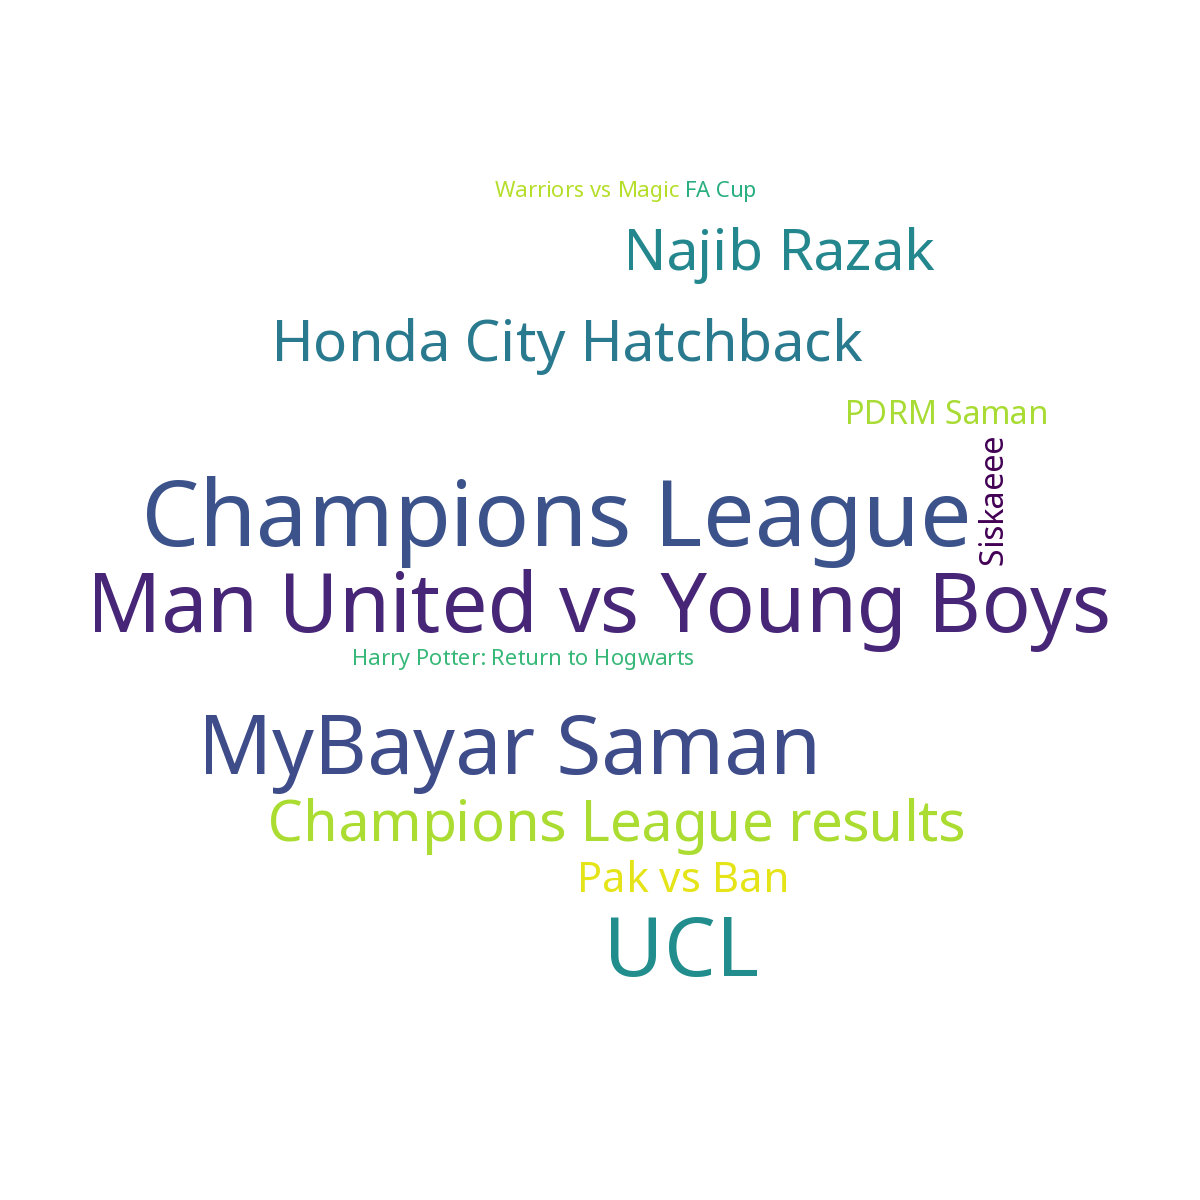 Warriors vs Magic
FA Cup
Najib Razak
Honda City Hatchback
PDRM Saman
Siskaeee
Champions League
Man United vs Young Boys
Harry Potter: Return to Hogwarts
MyBayar Saman
Champions League results
Pak vs Ban
UCL